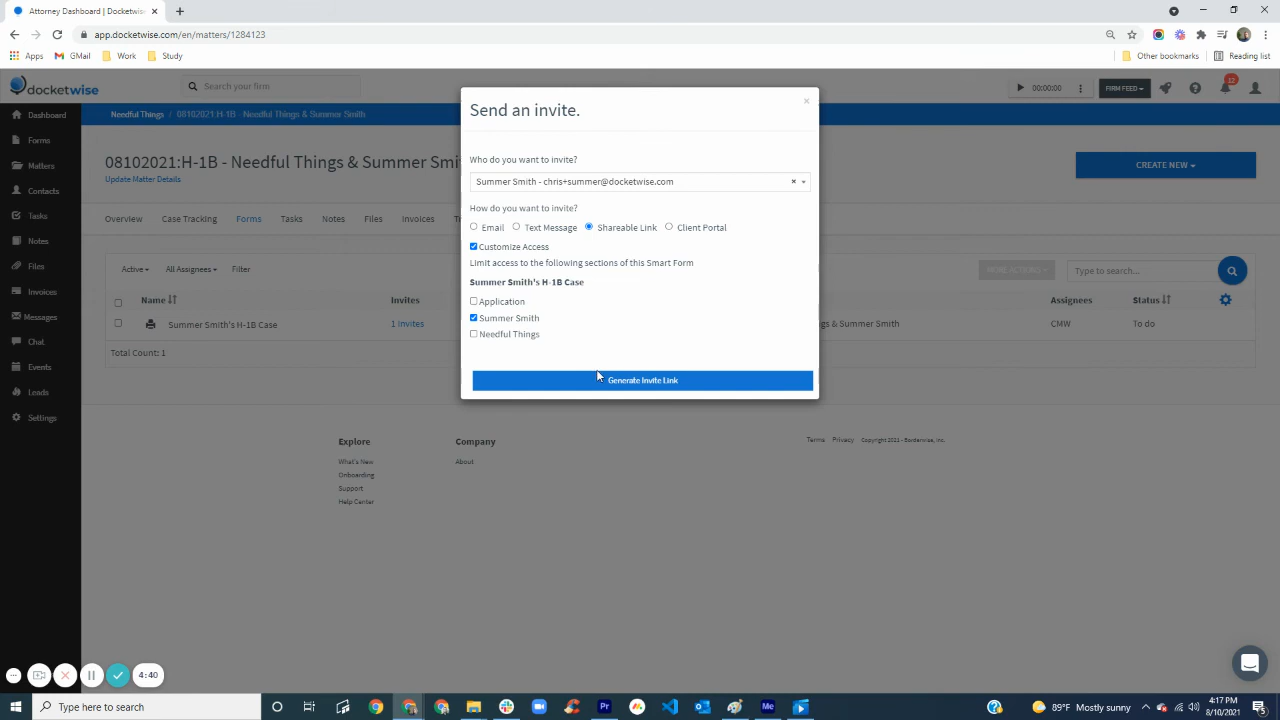 Attorney Dashboard | Docketwise
app.docketwise.com/en/matters/1284123
Apps
GMail
Work
Study
Other bookmarks
Reading list
docketwise
Search your firm
00:00:00
FIRM FEED
12
Dashboard
Forms
Matters
Contacts
Tasks
Notes
Files
Invoices
Messages
Chat
Events
Leads
Settings
Needful Things / 08102021:H-1B - Needful Things & Summer Smith
08102021:H-1B - Needful Things & Summer Smi
Update Matter Details
CREATE NEW
Overview Case Tracking Forms Tasks Notes Files Invoices
Active All Assignees Filter
MORE ACTIONS
Type to search...
Name Invites Assignees Status
Summer Smith's H-1B Case 1 Invites gs & Summer Smith CMW To do
Total Count: 1
Send an invite.
×
Who do you want to invite?
Summer Smith - chris+summer@docketwise.com ×
How do you want to invite?
Email Text Message Shareable Link Client Portal
Customize Access
Limit access to the following sections of this Smart Form
Summer Smith's H-1B Case
Application
Summer Smith
Needful Things
Generate Invite Link
Explore
What's New
Onboarding
Support
Help Center
Company
About
Terms Privacy Copyright 2021 - Borderwise, Inc.
4:40
Type here to search
89°F Mostly sunny
4:17 PM
8/10/2021